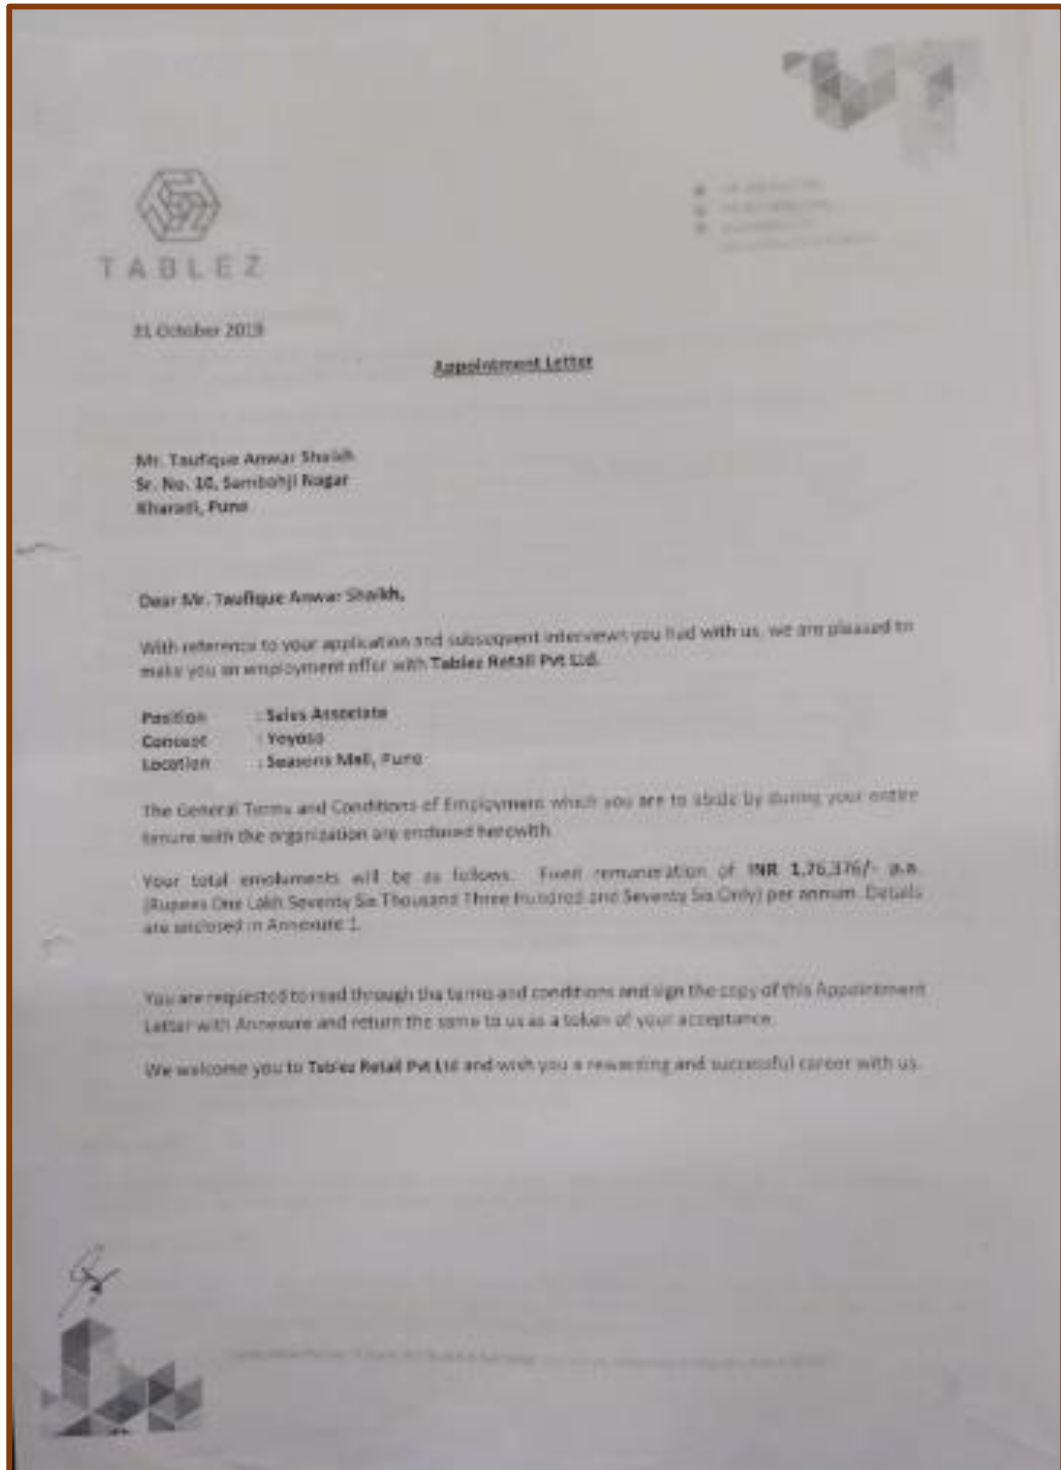 TABLEZ
31 October 2019
Appointment Letter
Mr. Taufique Anwar Shaikh
Sr. No. 10, Sambahji Nagar
Kharadi, Pune
Dear Mr. Taufique Anwar Shaikh,
With reference to your application and subsequent interviews you had with us, we are pleased to
make you an employment offer with Tablez Retail Pvt Ltd.
Position : Sales Associate
Concept : Yoyoso
Location : Seasons Mall, Pune
The General Terms and Conditions of Employment which you are to abide by during your entire
tenure with the organization are enclosed herewith
Your total emoluments will be as follows. Fixed remuneration of INR 1,76,376/- p.a.
(Rupees One Lakh Seventy Six Thousand Three Hundred and Seventy Six Only) per annum. Details
are enclosed in Annexure 1.
You are requested to read through the terms and conditions and sign the copy of this Appointment
Letter with Annexure and return the same to us as a token of your acceptance.
We welcome you to Tablez Retail Pvt Ltd and wish you a rewarding and successful career with us.